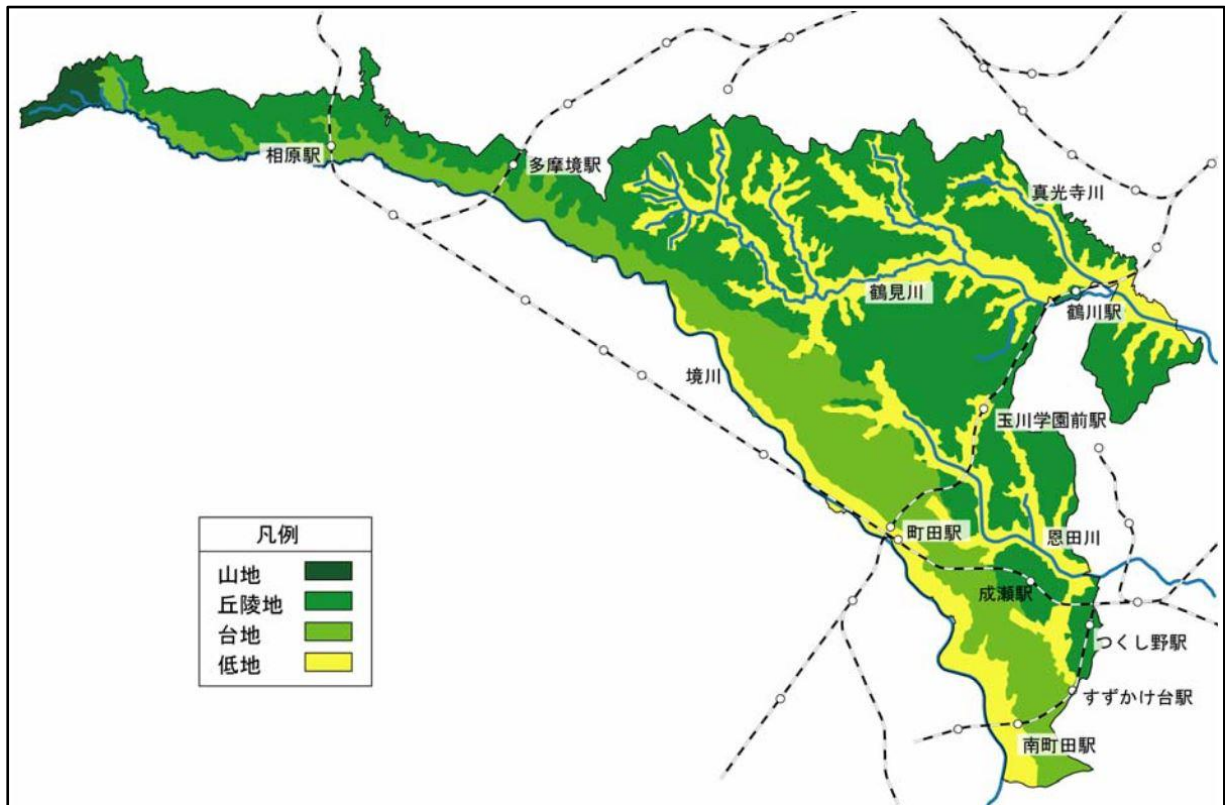 相原駅
多摩境駅
真光寺川
鶴見川
鶴川駅
境川
玉川学園前駅
町田駅
恩田川
成瀬駅
つくし野駅
すずかけ台駅
南町田駅
凡例
山地
丘陵地
台地
低地